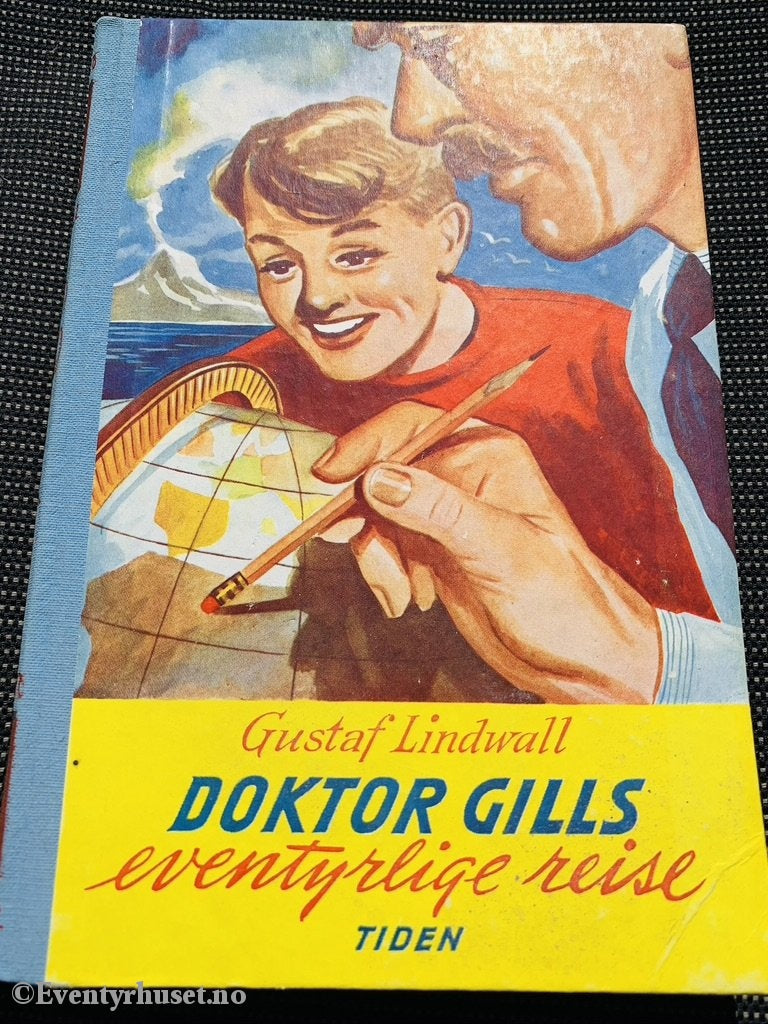 Gustaf Lindwall
DOKTOR GILLS
eventyrlige reise
TIDEN
©Eventyrhuset.no